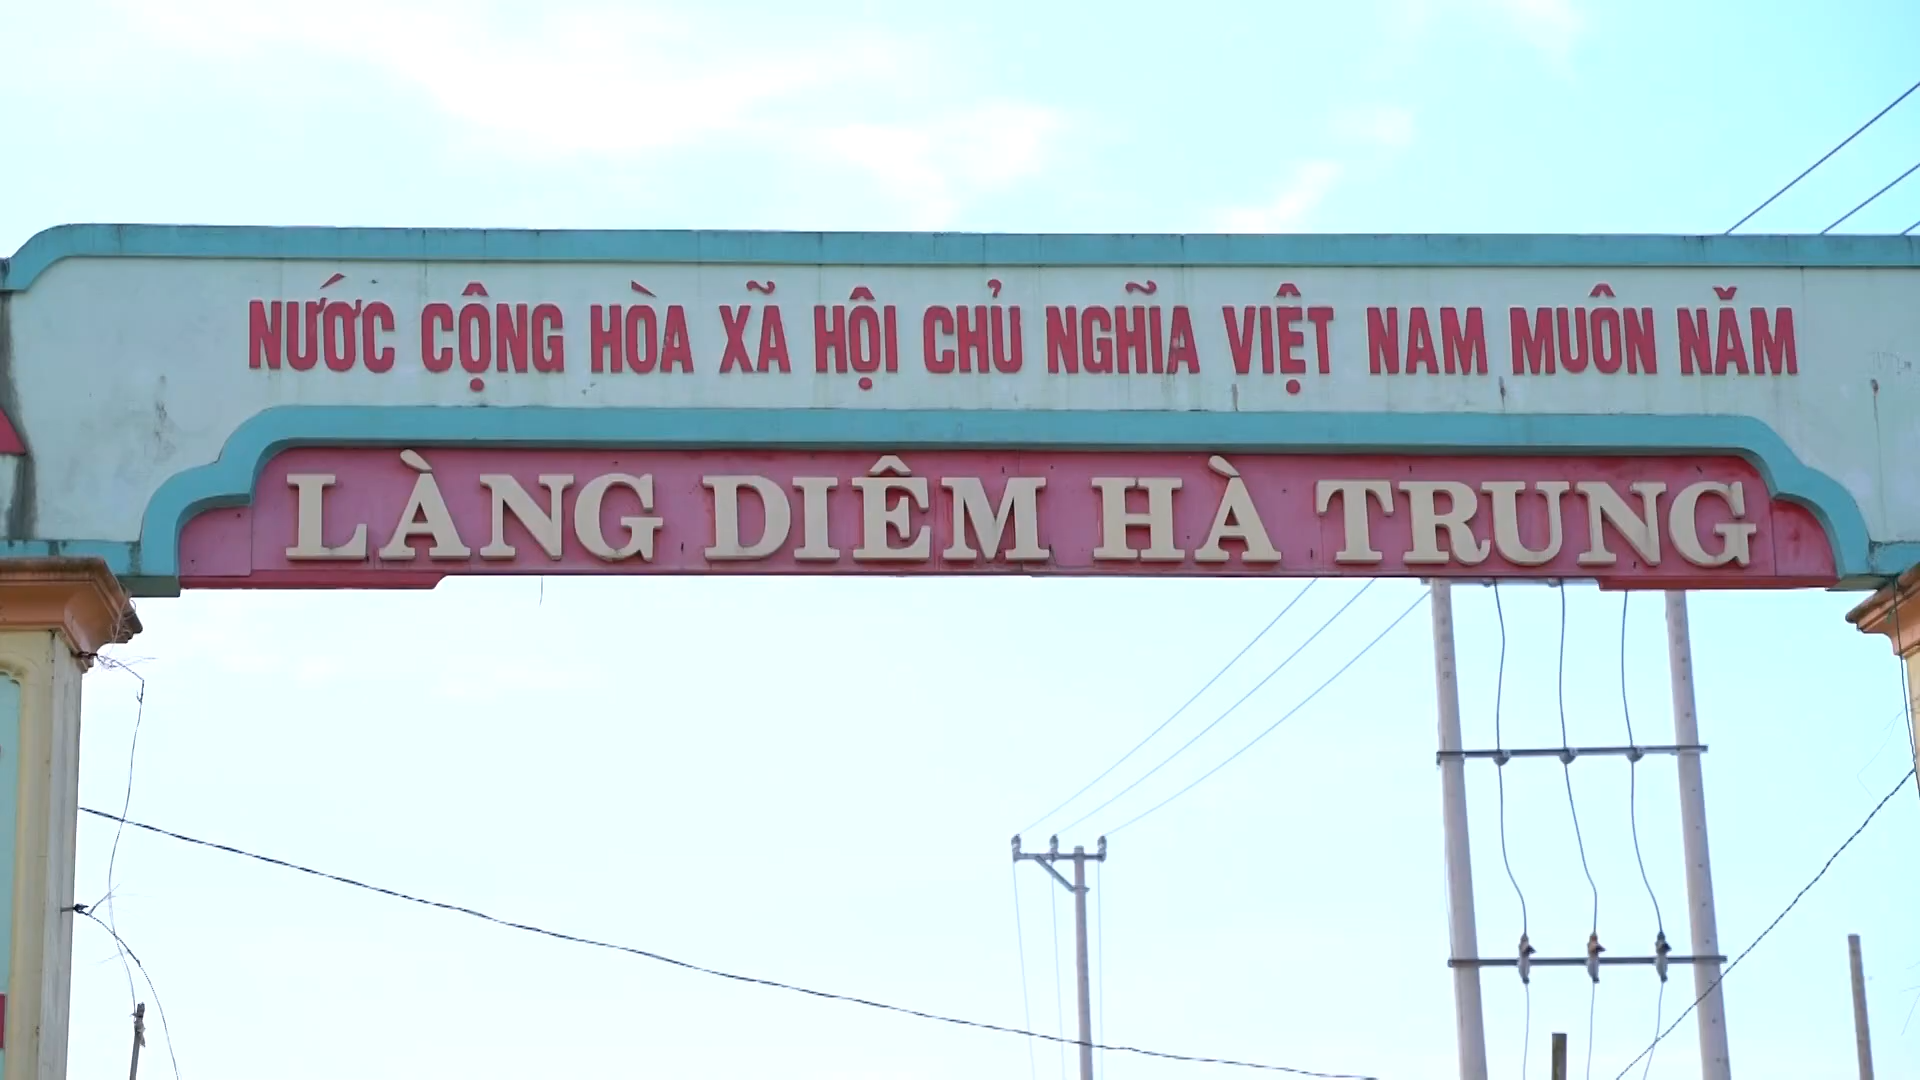 NƯỚC CỘNG HÒA XÃ HỘI CHỦ NGHĨA VIỆT NAM MUÔN NĂM
LÀNG DIÊM HÀ TRUNG